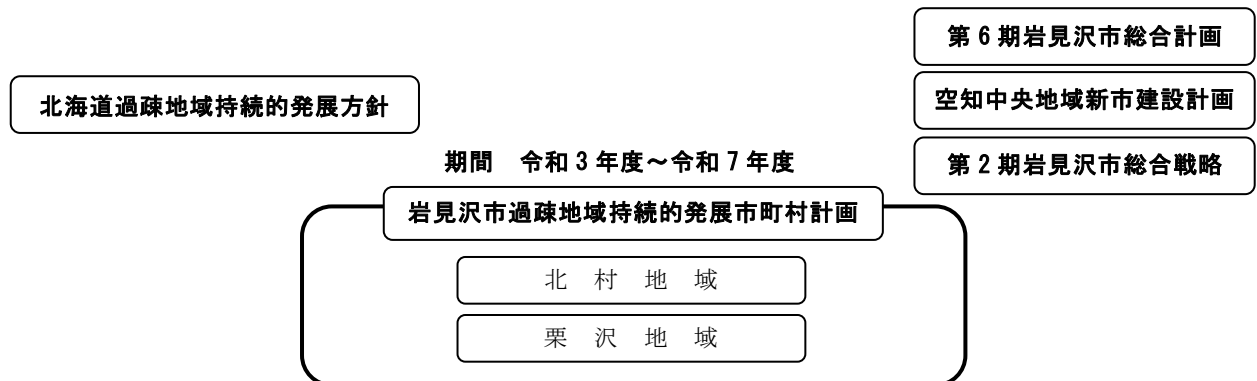 第6期岩見沢市総合計画
北海道過疎地域持続的発展方針
空知中央地域新市建設計画
第2期岩見沢市総合戦略
期間　令和3年度～令和7年度
岩見沢市過疎地域持続的発展市町村計画
北　村　地　域
栗　沢　地　域